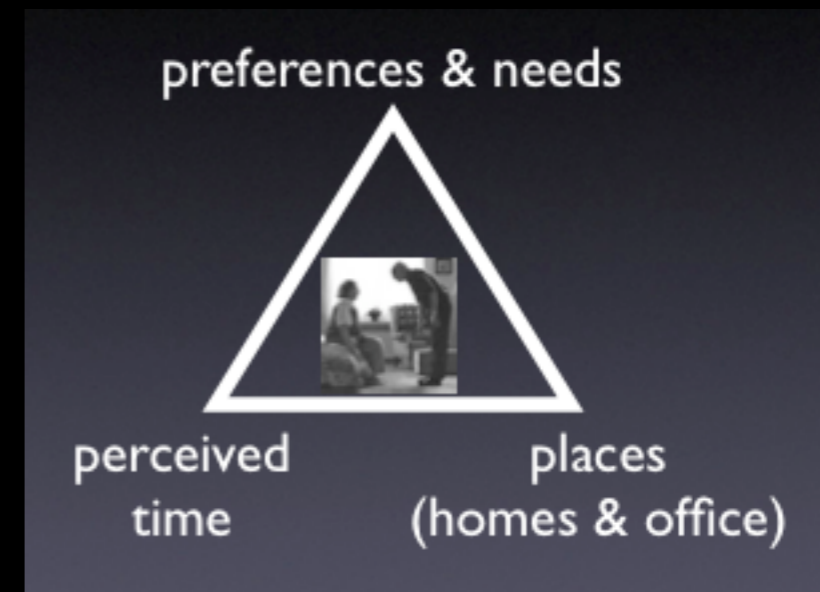 preferences & needs
perceived
time
places
(homes & office)